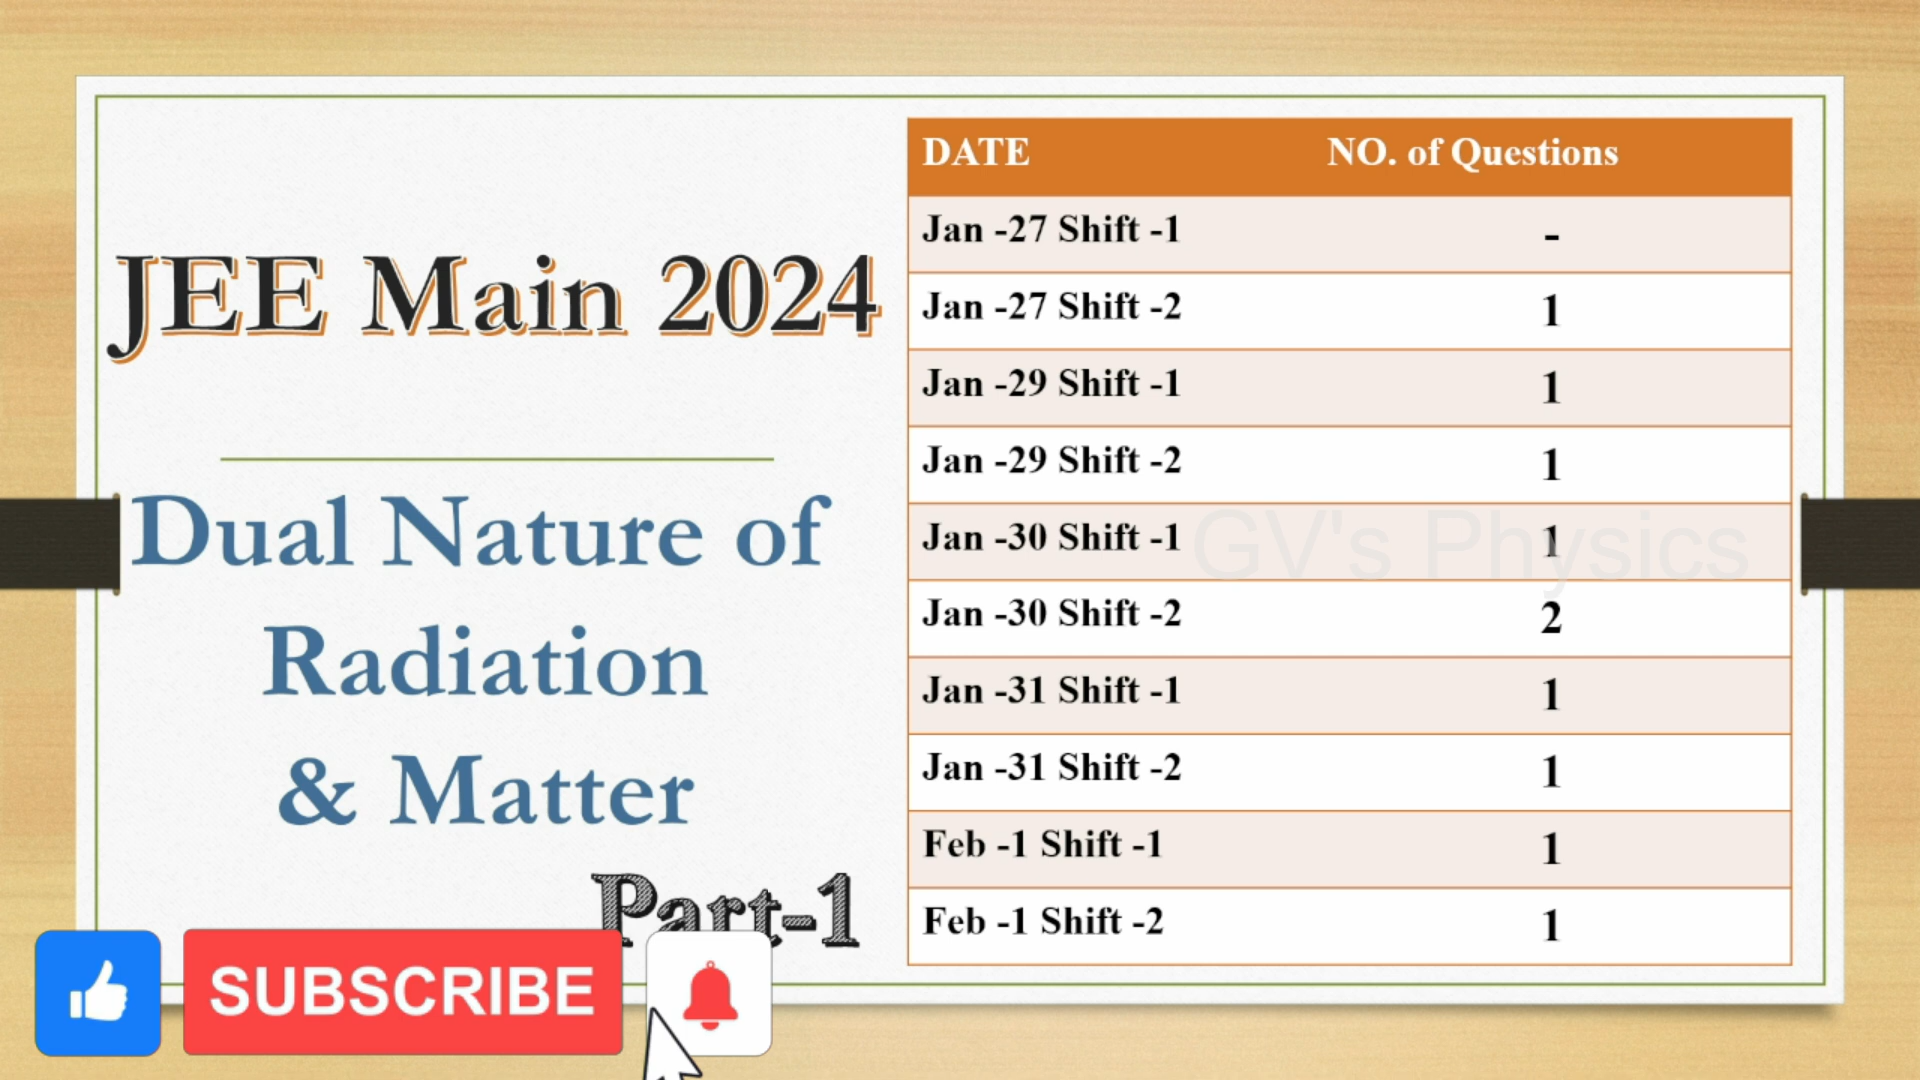 JEE Main 2024
Dual Nature of
Radiation
& Matter
Part-1
SUBSCRIBE
DATE NO. of Questions
Jan -27 Shift -1 -
Jan -27 Shift -2 1
Jan -29 Shift -1 1
Jan -29 Shift -2 1
Jan -30 Shift -1 1
Jan -30 Shift -2 2
Jan -31 Shift -1 1
Jan -31 Shift -2 1
Feb -1 Shift -1 1
Feb -1 Shift -2 1
GV's Physics